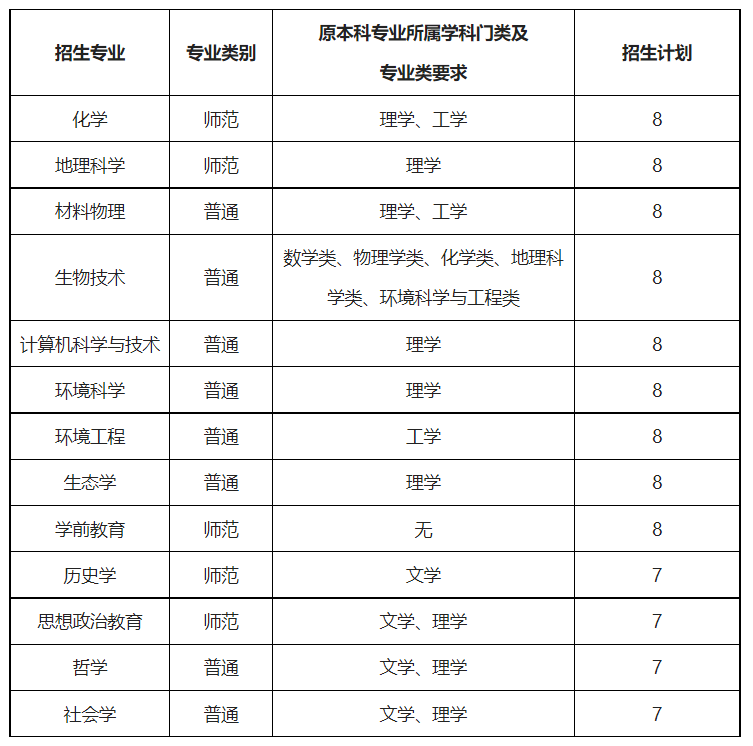 招生专业 专业类别 原本科专业所属学科门类及 招生计划
专业类要求
化学 师范 理学、工学 8
地理科学 师范 理学 8
材料物理 普通 理学、工学 8
生物技术 普通 数学类、物理学类、化学类、地理科 8
学类、环境科学与工程类
计算机科学与技术 普通 理学 8
环境科学 普通 理学 8
环境工程 普通 工学 8
生态学 普通 理学 8
学前教育 师范 无 8
历史学 师范 文学 7
思想政治教育 师范 文学、理学 7
哲学 普通 文学、理学 7
社会学 普通 文学、理学 7